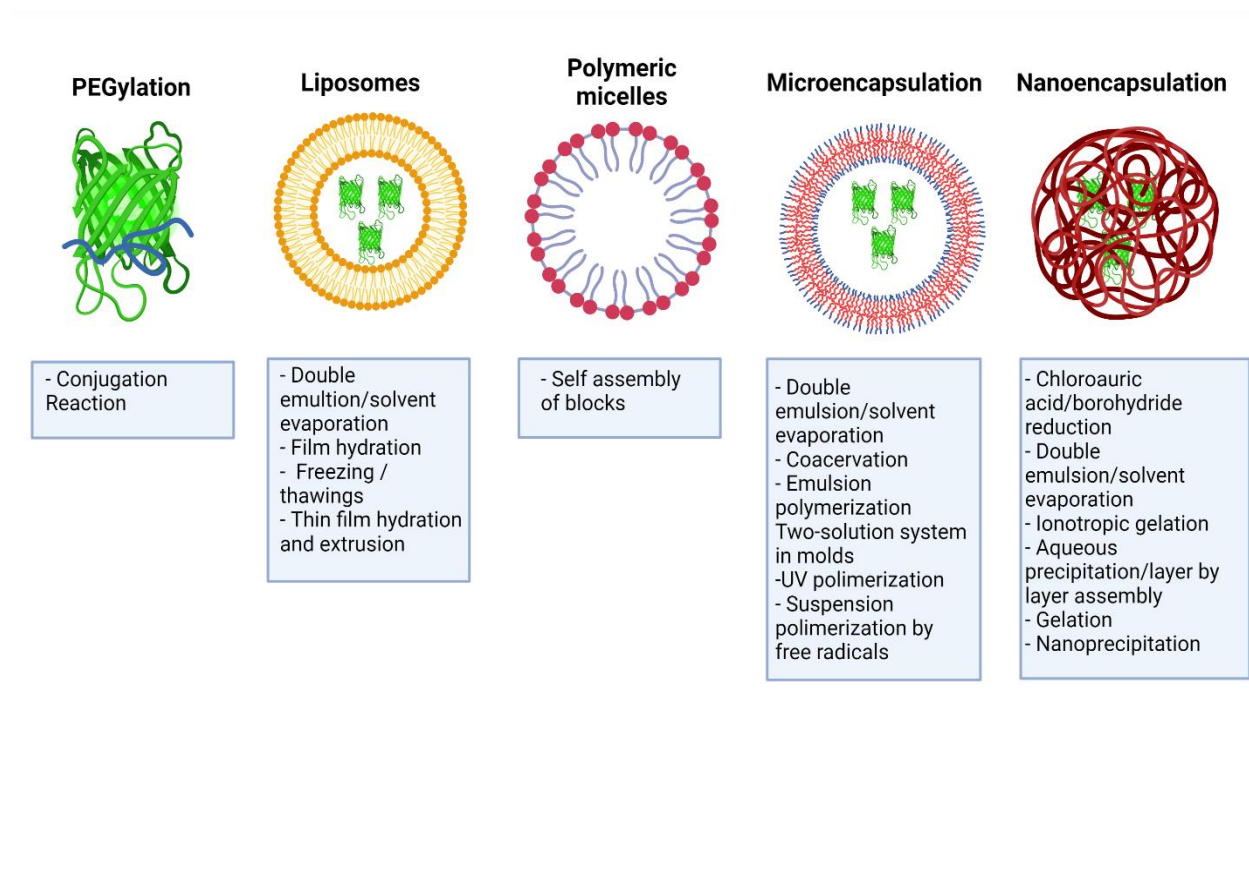 PEGylation
Liposomes
Polymeric
micelles
Microencapsulation
Nanoencapsulation
- Conjugation
Reaction
- Double
emultion/solvent
evaporation
- Film hydration
- Freezing /
thawings
- Thin film hydration
and extrusion
- Self assembly
of blocks
- Double
emulsion/solvent
evaporation
- Coacervation
- Emulsion
polymerization
Two-solution system
in molds
-UV polimerization
- Suspension
polimerization by
free radicals
- Chloroauric
acid/borohydride
reduction
- Double
emulsion/solvent
evaporation
- Ionotropic gelation
- Aqueous
precipitation/layer by
layer assembly
- Gelation
- Nanoprecipitation